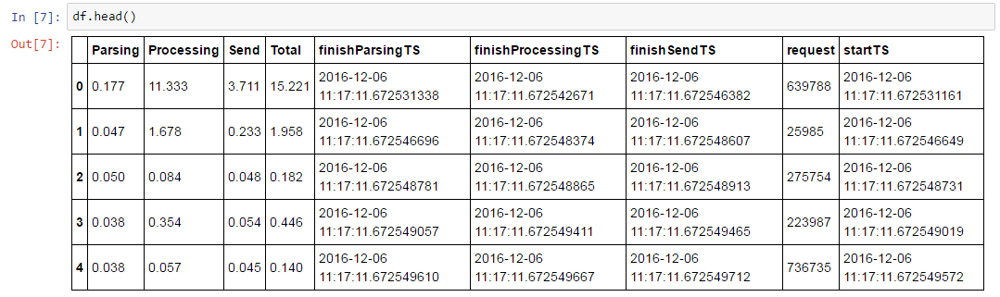 In [7]: df.head()
Out[7]:
Parsing Processing Send Total finishParsingTS finishProcessingTS finishSendTS request startTS
0 0.177 11.333 3.711 15.221 2016-12-06 11:17:11.672531338 2016-12-06 11:17:11.672542671 2016-12-06 11:17:11.672546382 639788 2016-12-06 11:17:11.672531161
1 0.047 1.678 0.233 1.958 2016-12-06 11:17:11.672546696 2016-12-06 11:17:11.672548374 2016-12-06 11:17:11.672548607 25985 2016-12-06 11:17:11.672546649
2 0.050 0.084 0.048 0.182 2016-12-06 11:17:11.672548781 2016-12-06 11:17:11.672548865 2016-12-06 11:17:11.672548913 275754 2016-12-06 11:17:11.672548731
3 0.038 0.354 0.054 0.446 2016-12-06 11:17:11.672549057 2016-12-06 11:17:11.672549411 2016-12-06 11:17:11.672549465 223987 2016-12-06 11:17:11.672549019
4 0.038 0.057 0.045 0.140 2016-12-06 11:17:11.672549610 2016-12-06 11:17:11.672549667 2016-12-06 11:17:11.672549712 736735 2016-12-06 11:17:11.672549572